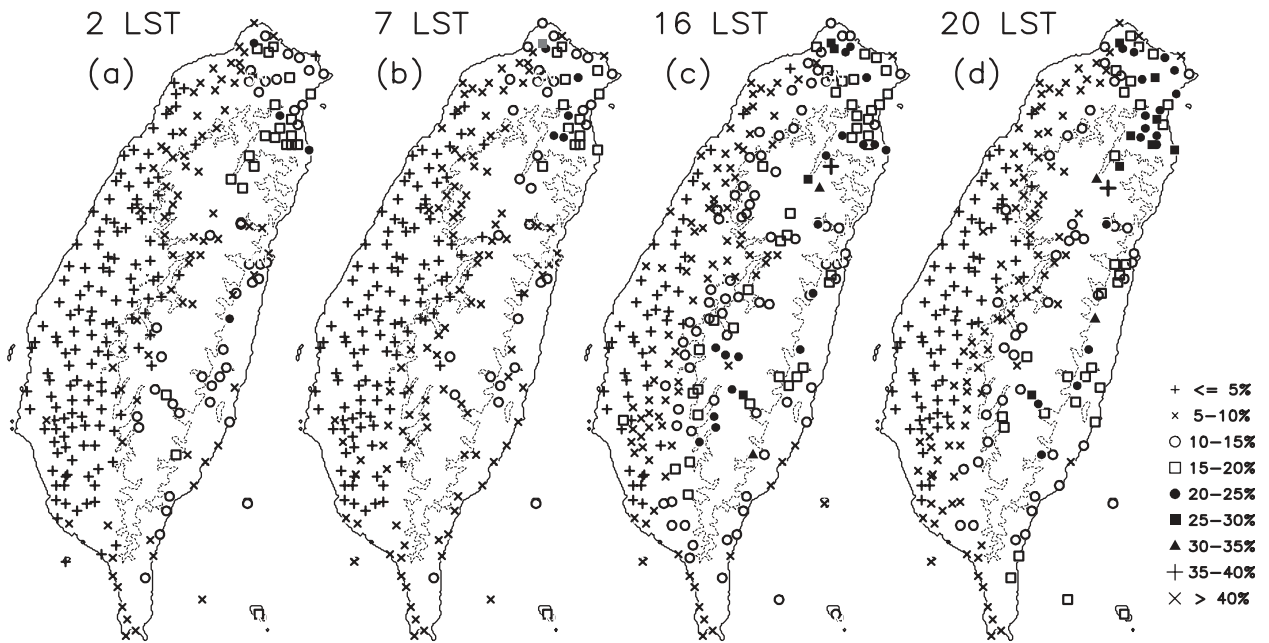 2 LST
7 LST
16 LST
20 LST
(a)
(b)
(c)
(d)
<= 5%
5-10%
10-15%
15-20%
20-25%
25-30%
30-35%
35-40%
> 40%